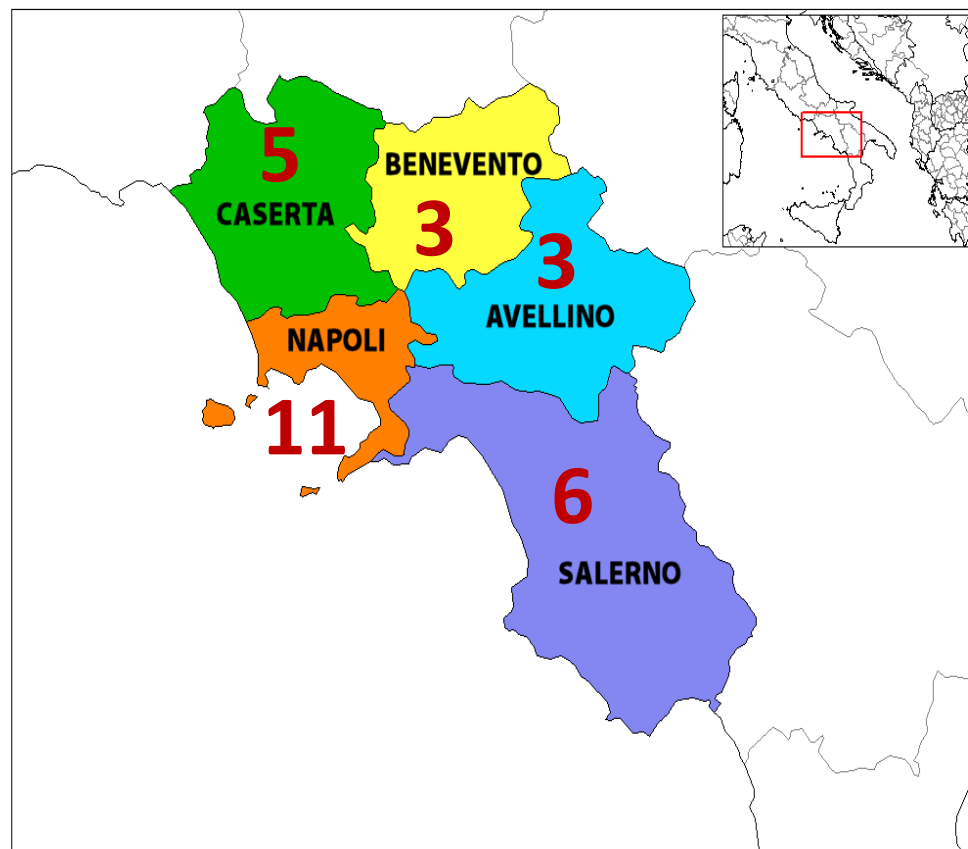 5
CASERTA
BENEVENTO
3
3
AVELLINO
NAPOLI
11
6
SALERNO